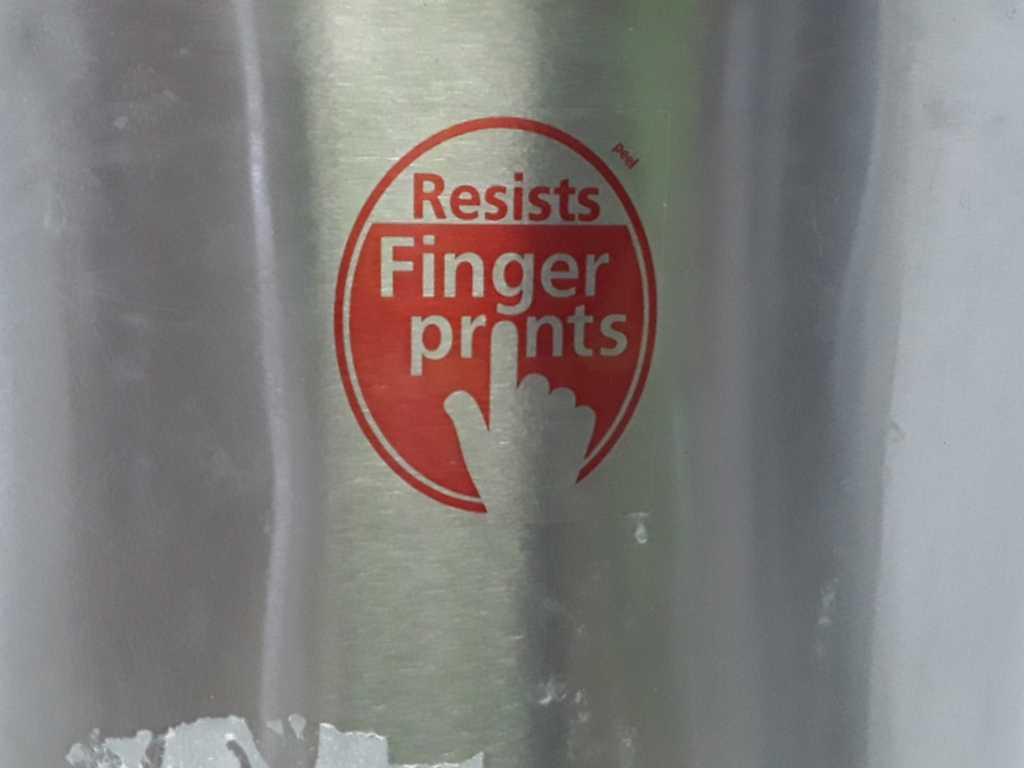 peel
Resists
Finger
prints